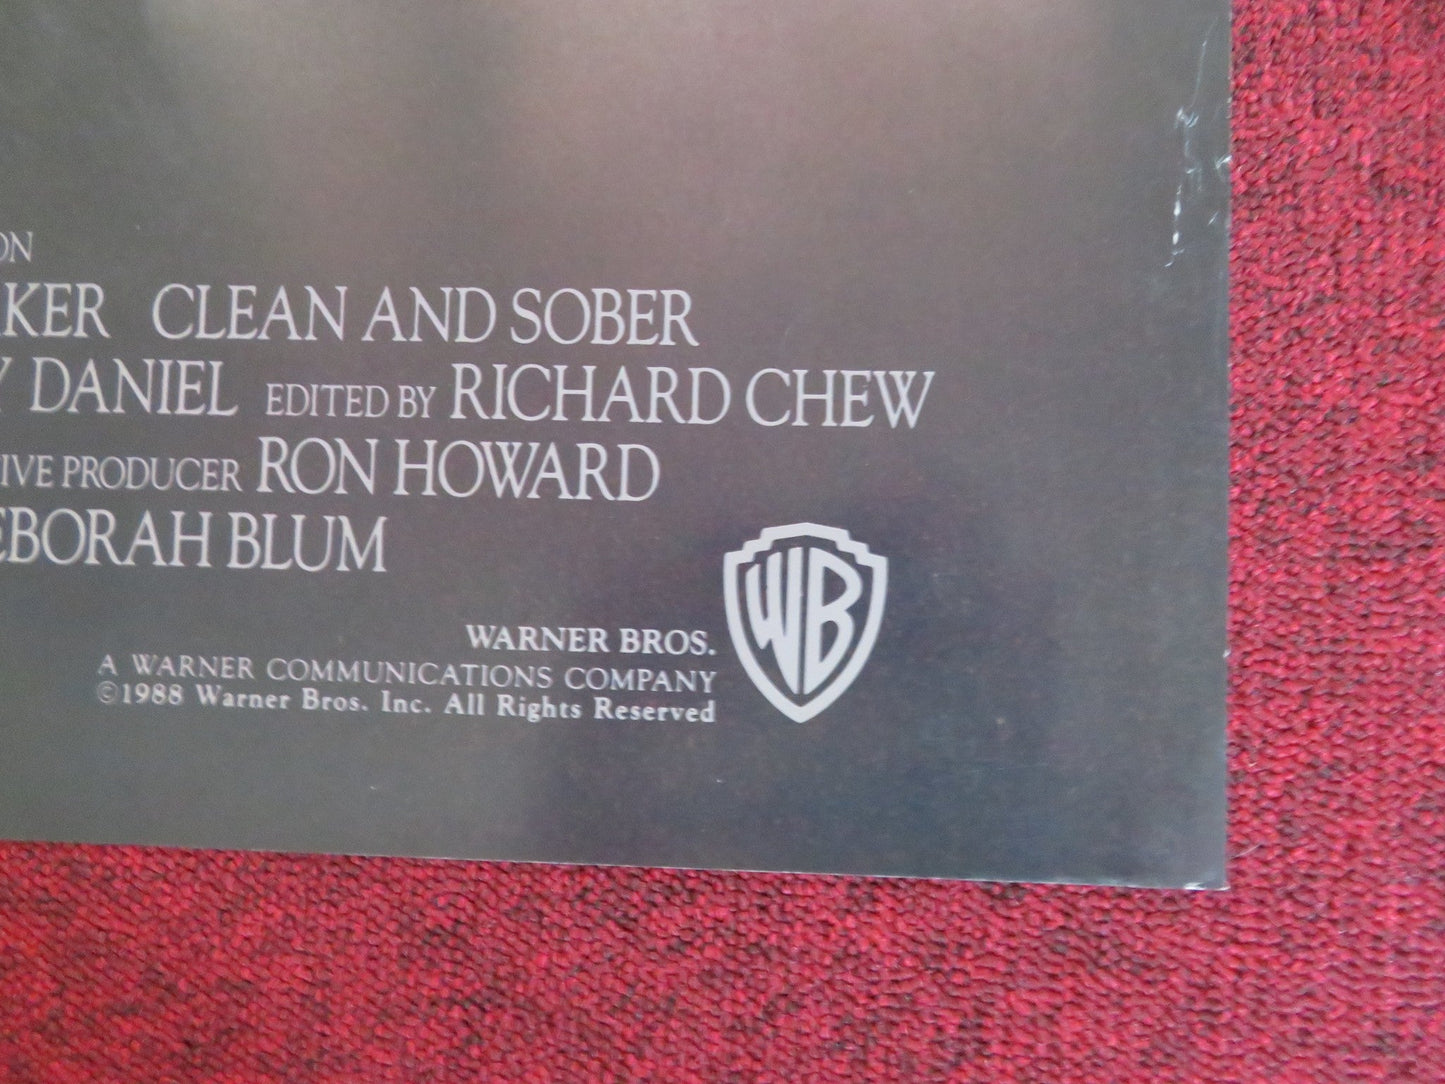 ON
KER CLEAN AND SOBER
Y DANIEL EDITED BY RICHARD CHEW
IVE PRODUCER RON HOWARD
EBORAH BLUM
WARNER BROS.
A WARNER COMMUNICATIONS COMPANY
©1988 Warner Bros. Inc. All Rights Reserved
WB